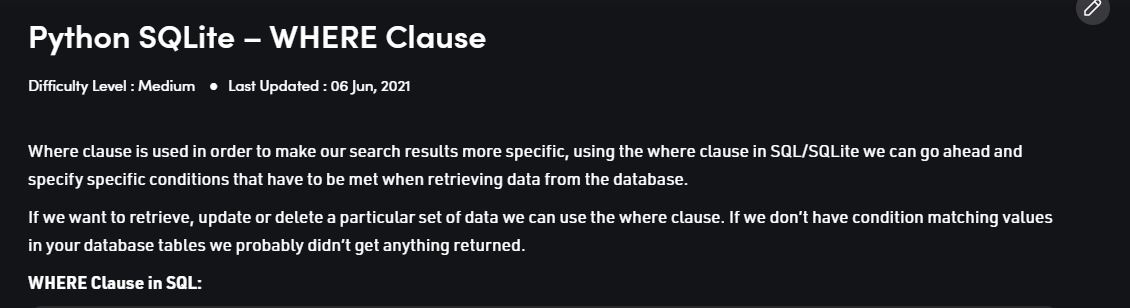 Python SQLite – WHERE Clause
Difficulty Level : Medium ● Last Updated : 06 Jun, 2021
Where clause is used in order to make our search results more specific, using the where clause in SQL/SQLite we can go ahead and
specify specific conditions that have to be met when retrieving data from the database.
If we want to retrieve, update or delete a particular set of data we can use the where clause. If we don’t have condition matching values
in your database tables we probably didn’t get anything returned.
WHERE Clause in SQL: